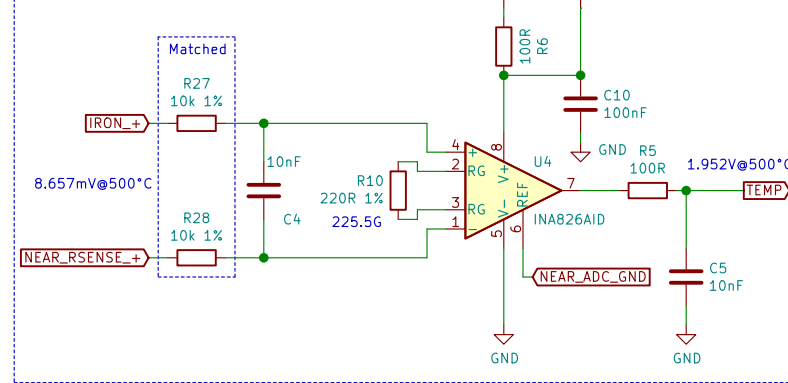 100R
R6
Matched
R27
10k 1%
C10
100nF
IRON_+
GND
10nF
4
+
2
RG
8
V+
U4
R5
100R
1.952V@500°C
8.657mV@500°C
R10
220R 1%
225.5G
7
TEMP
REF
3
RG
1
−
V-
INA826AID
R28
10k 1%
C4
5
6
NEAR_RSENSE_+
NEAR_ADC_GND
C5
10nF
GND
GND